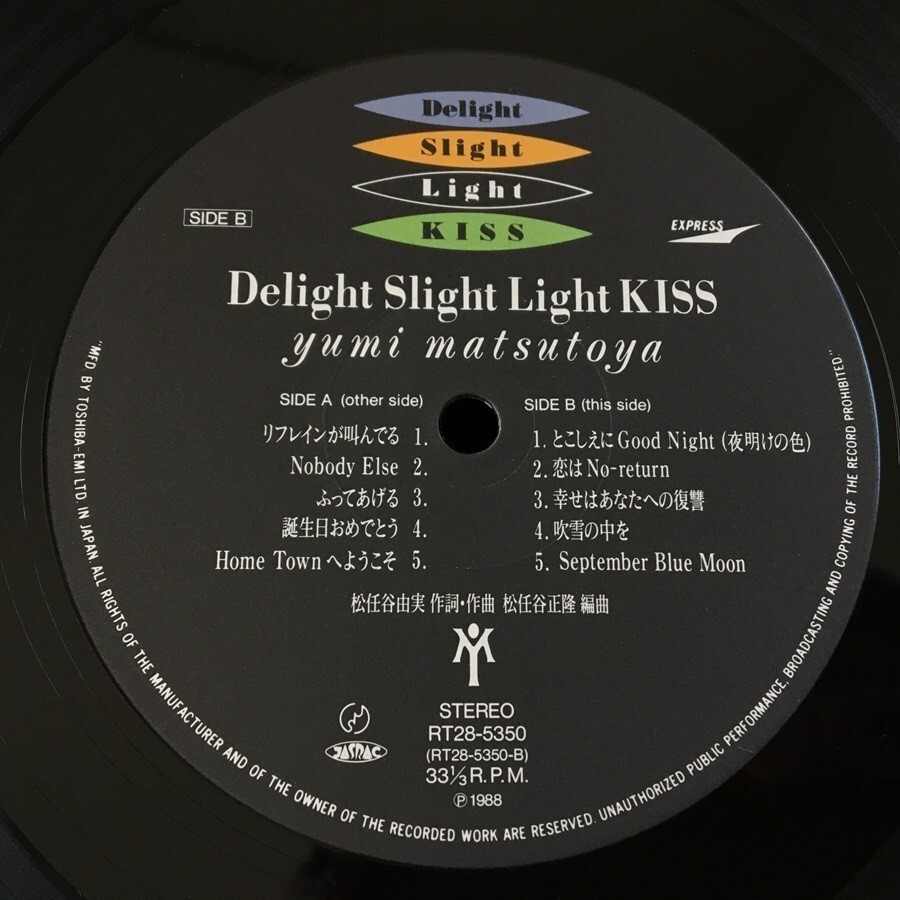 Delight
Slight
Light
KISS
SIDE B
EXPRESS
Delight Slight Light KISS
yumi matsutoya
SIDE A (other side)
リフレインが叫んでる 1.
Nobody Else 2.
ふってあげる 3.
誕生日おめでとう 4.
Home Townへようこそ 5.
SIDE B (this side)
1. とこしえにGood Night (夜明けの色)
2. 恋はNo-return
3. 幸せはあなたへの復讐
4. 吹雪の中を
5. September Blue Moon
松任谷由実 作詞・作曲 松任谷正隆 編曲
JASRAC
STEREO
RT28-5350
(RT28-5350-B)
33⅓ R.P.M.
Ⓟ 1988
"MFD. BY TOSHIBA-EMI LTD. IN JAPAN. ALL RIGHTS OF THE MANUFACTURER AND OF THE OWNER OF THE RECORDED WORK ARE RESERVED. UNAUTHORIZED PUBLIC PERFORMANCE, BROADCASTING AND COPYING OF THE RECORD PROHIBITED."